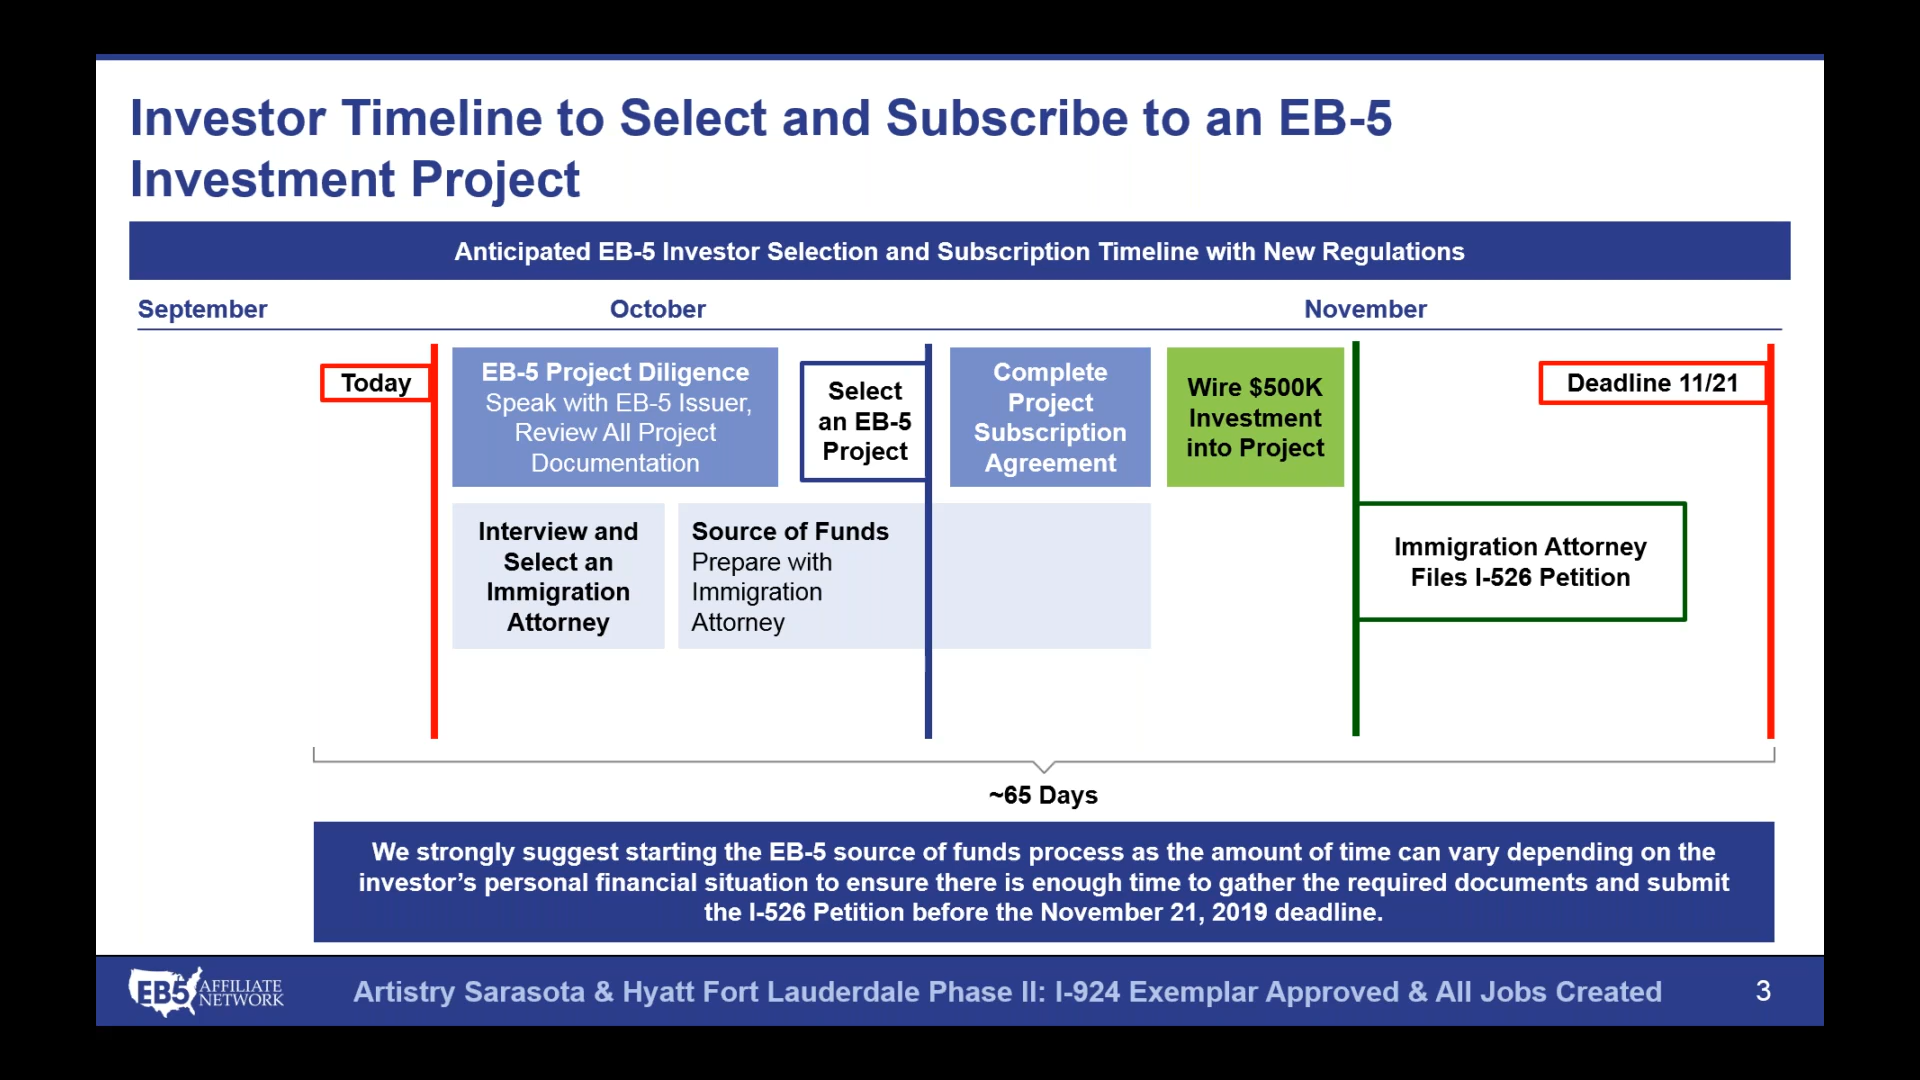 Investor Timeline to Select and Subscribe to an EB-5
Investment Project
Anticipated EB-5 Investor Selection and Subscription Timeline with New Regulations
September
October
November
Today
EB-5 Project Diligence
Speak with EB-5 Issuer,
Review All Project
Documentation
Select
an EB-5
Project
Complete
Project
Subscription
Agreement
Wire $500K
Investment
into Project
Deadline 11/21
Interview and
Select an
Immigration
Attorney
Source of Funds
Prepare with
Immigration
Attorney
Immigration Attorney
Files I-526 Petition
~65 Days
We strongly suggest starting the EB-5 source of funds process as the amount of time can vary depending on the
investor’s personal financial situation to ensure there is enough time to gather the required documents and submit
the I-526 Petition before the November 21, 2019 deadline.
EB5 AFFILIATE
NETWORK
Artistry Sarasota & Hyatt Fort Lauderdale Phase II: I-924 Exemplar Approved & All Jobs Created
3